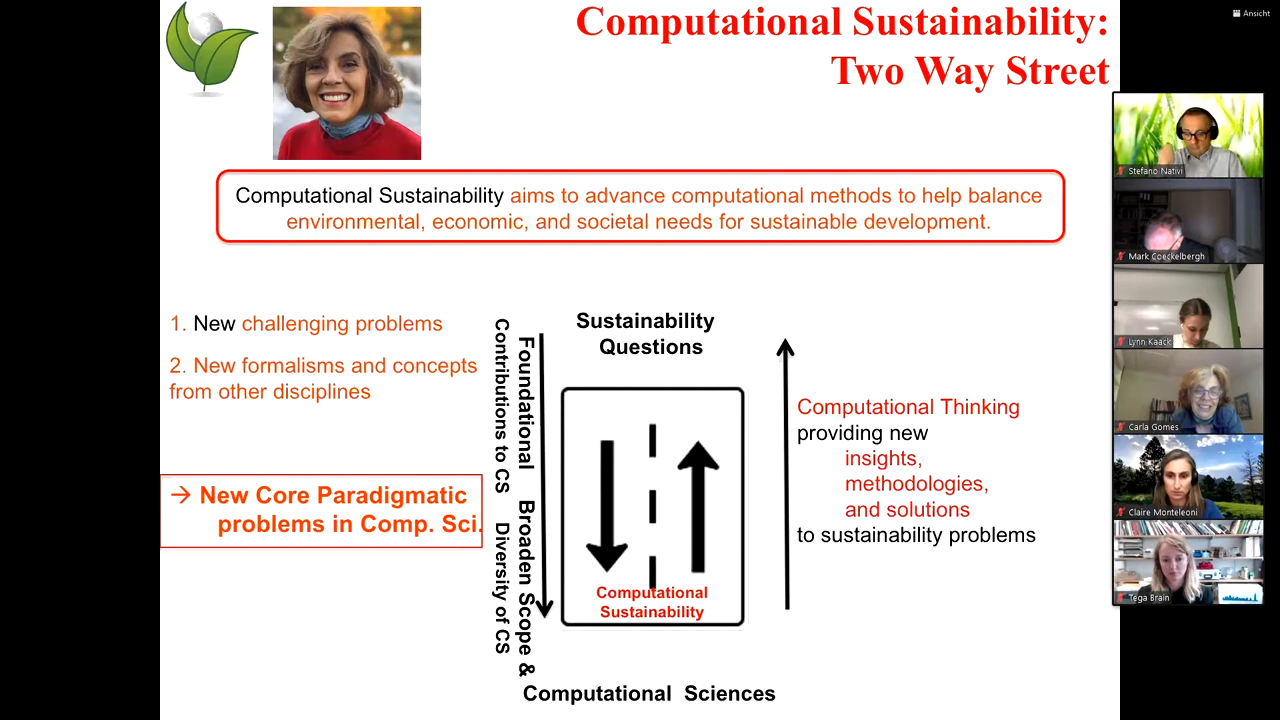 Computational Sustainability:
Two Way Street
Ansicht
Computational Sustainability aims to advance computational methods to help balance
environmental, economic, and societal needs for sustainable development.
1. New challenging problems
2. New formalisms and concepts
from other disciplines
→ New Core Paradigmatic
problems in Comp. Sci.
Foundational Broaden Scope &
Contributions to CS Diversity of CS
Sustainability
Questions
Computational
Sustainability
Computational Sciences
Computational Thinking
providing new
insights,
methodologies,
and solutions
to sustainability problems
Stefano Nativi
Mark Coeckelbergh
Lynn Kaack
Carla Gomes
Claire Monteleoni
Tega Brain